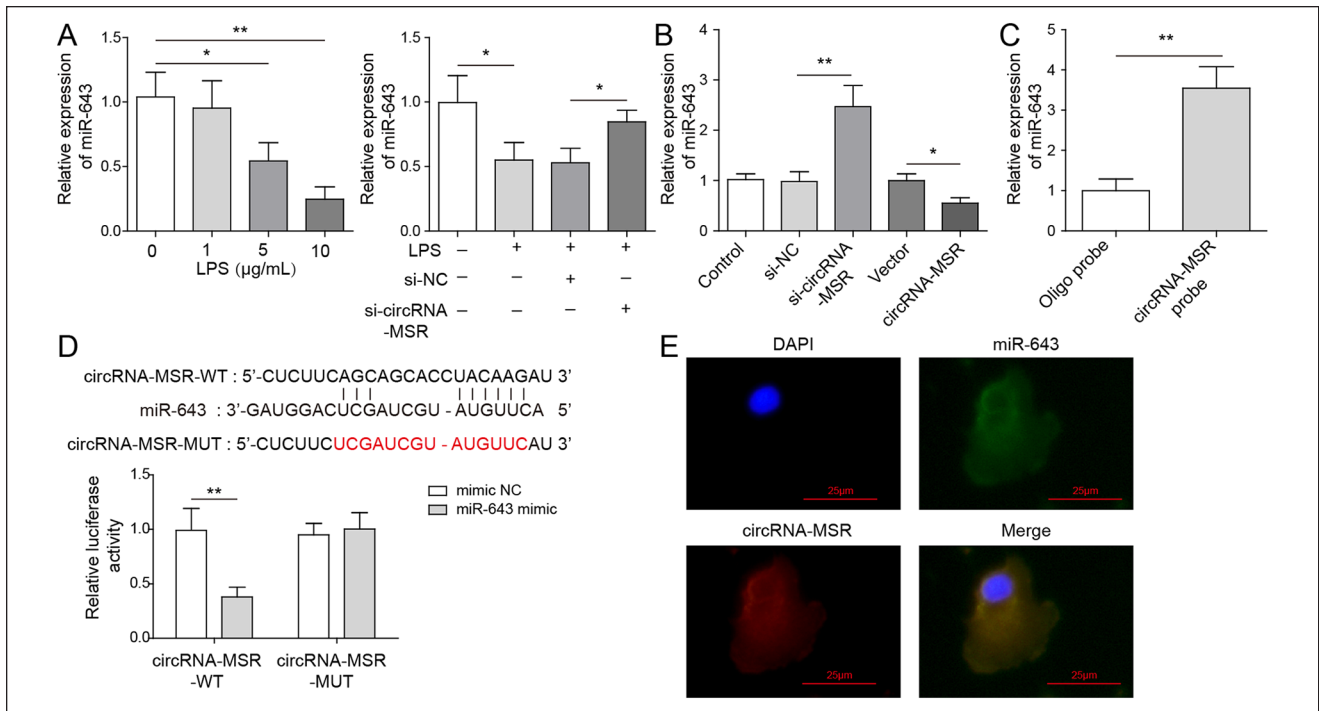 A
Relative expression
of miR-643
1.5
1.0
0.5
0.0
**
*
0 1 5 10
LPS (μg/mL)
Relative expression
of miR-643
1.5
1.0
0.5
0.0
*
*
LPS – + + +
si-NC – – + –
si-circRNA
-MSR – – – +
B
Relative expression
of miR-643
4
3
2
1
0
**
*
Control
si-NC
si-circRNA
-MSR
Vector
circRNA-MSR
C
Relative expression
of miR-643
5
4
3
2
1
0
**
Oligo probe
circRNA-MSR
probe
D
circRNA-MSR-WT : 5’-CUCUUCAGCAGCACCUACAAGAU 3’
miR-643 : 3’-GAUGGACUCGAUCGU - AUGUUCA 5’
circRNA-MSR-MUT : 5’-CUCUUCUCGAUCGU - AUGUUCAU 3’
Relative luciferase
activity
1.5
1.0
0.5
0.0
**
mimic NC
miR-643 mimic
circRNA-MSR
-WT
circRNA-MSR
-MUT
E
DAPI
25μm
miR-643
25μm
circRNA-MSR
25μm
Merge
25μm